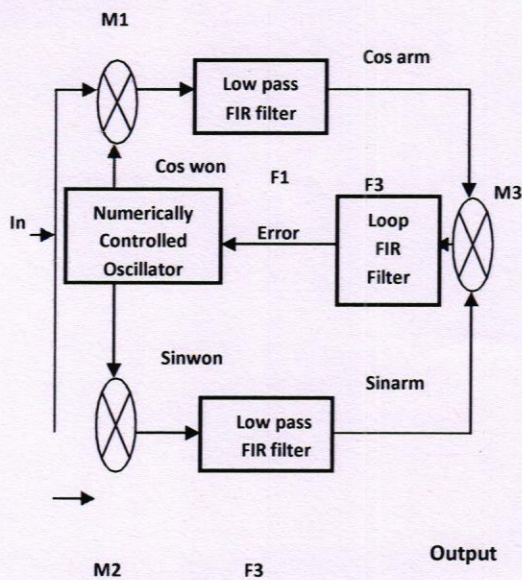 M1
Low pass
FIR filter
Cos arm
Cos won
F1
F3
M3
In
Numerically
Controlled
Oscillator
Error
Loop
FIR
Filter
Sinwon
Sinarm
Low pass
FIR filter
Output
M2
F3